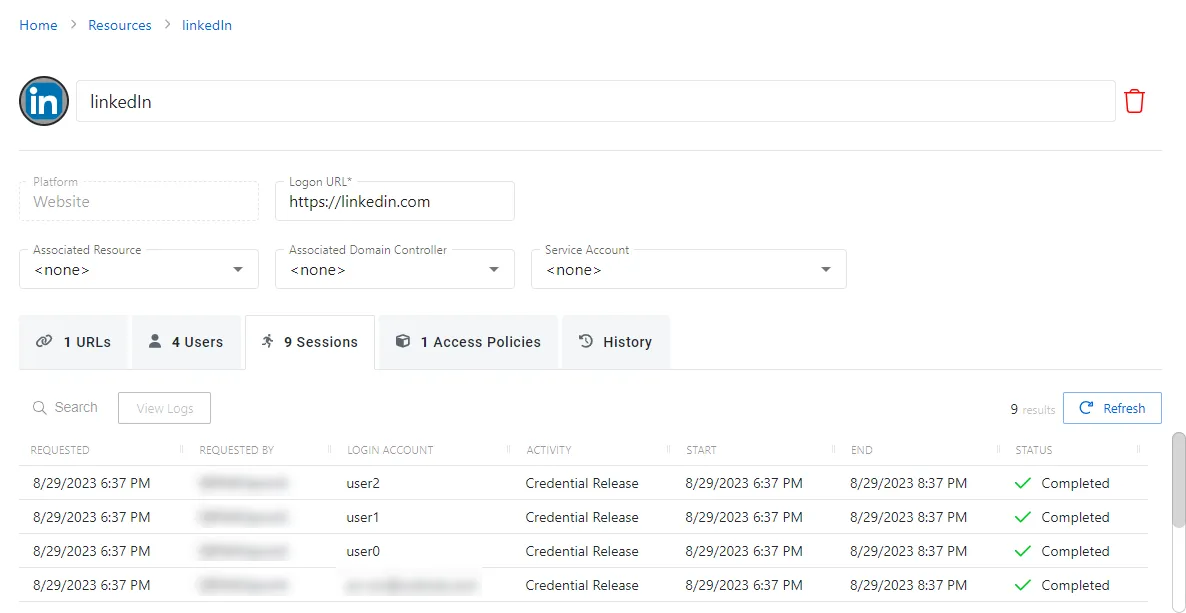 Home > Resources > linkedIn
in linkedIn
Platform Logon URL*
Website https://linkedin.com
Associated Resource Associated Domain Controller Service Account
<none> <none> <none>
1 URLs 4 Users 9 Sessions 1 Access Policies History
Search View Logs 9 results Refresh
REQUESTED REQUESTED BY LOGIN ACCOUNT ACTIVITY START END STATUS
8/29/2023 6:37 PM user2 Credential Release 8/29/2023 6:37 PM 8/29/2023 8:37 PM Completed
8/29/2023 6:37 PM user1 Credential Release 8/29/2023 6:37 PM 8/29/2023 8:37 PM Completed
8/29/2023 6:37 PM user0 Credential Release 8/29/2023 6:37 PM 8/29/2023 8:37 PM Completed
8/29/2023 6:37 PM Credential Release 8/29/2023 6:37 PM 8/29/2023 8:37 PM Completed